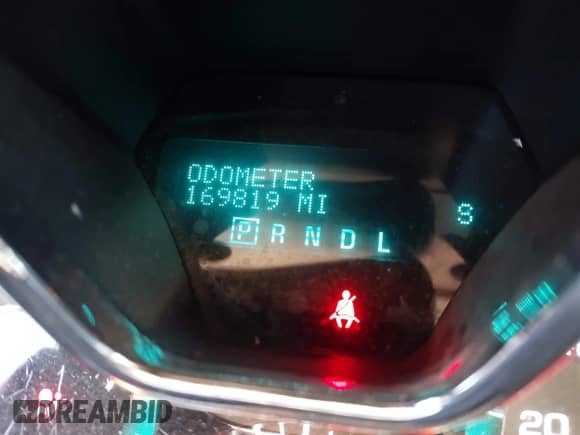 ODOMETER
169819 MI
S
P R N D L
20
DREAMBID